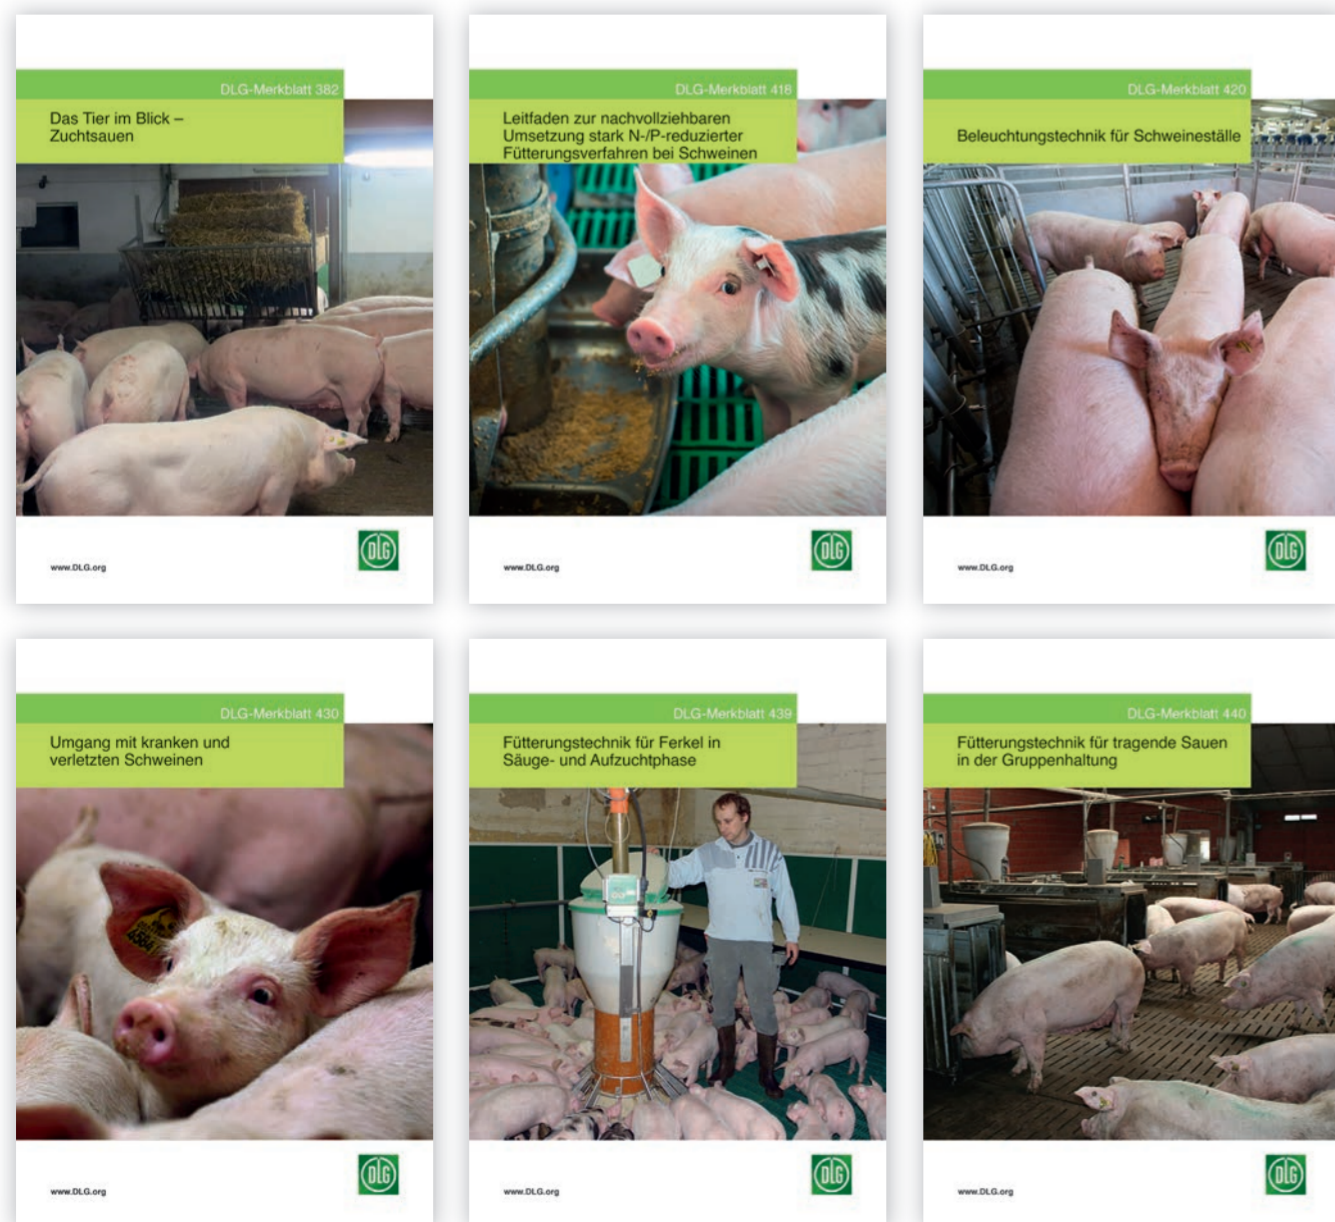 DLG-Merkblatt 382
Das Tier im Blick –
Zuchtsauen
www.DLG.org
DLG
DLG-Merkblatt 418
Leitfaden zur nachvollziehbaren
Umsetzung stark N-/P-reduzierter
Fütterungsverfahren bei Schweinen
www.DLG.org
DLG
DLG-Merkblatt 420
Beleuchtungstechnik für Schweineställe
www.DLG.org
DLG
DLG-Merkblatt 430
Umgang mit kranken und
verletzten Schweinen
4584
www.DLG.org
DLG
DLG-Merkblatt 439
Fütterungstechnik für Ferkel in
Säuge- und Aufzuchtphase
www.DLG.org
DLG
DLG-Merkblatt 440
Fütterungstechnik für tragende Sauen
in der Gruppenhaltung
www.DLG.org
DLG